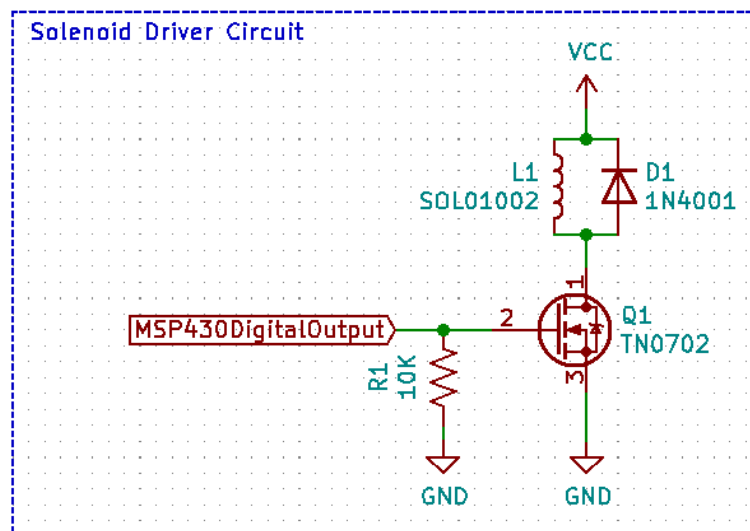 Solenoid Driver Circuit
VCC
L1
SOL01002
D1
1N4001
MSP430DigitalOutput
R1
10K
2
1
3
Q1
TN0702
GND
GND